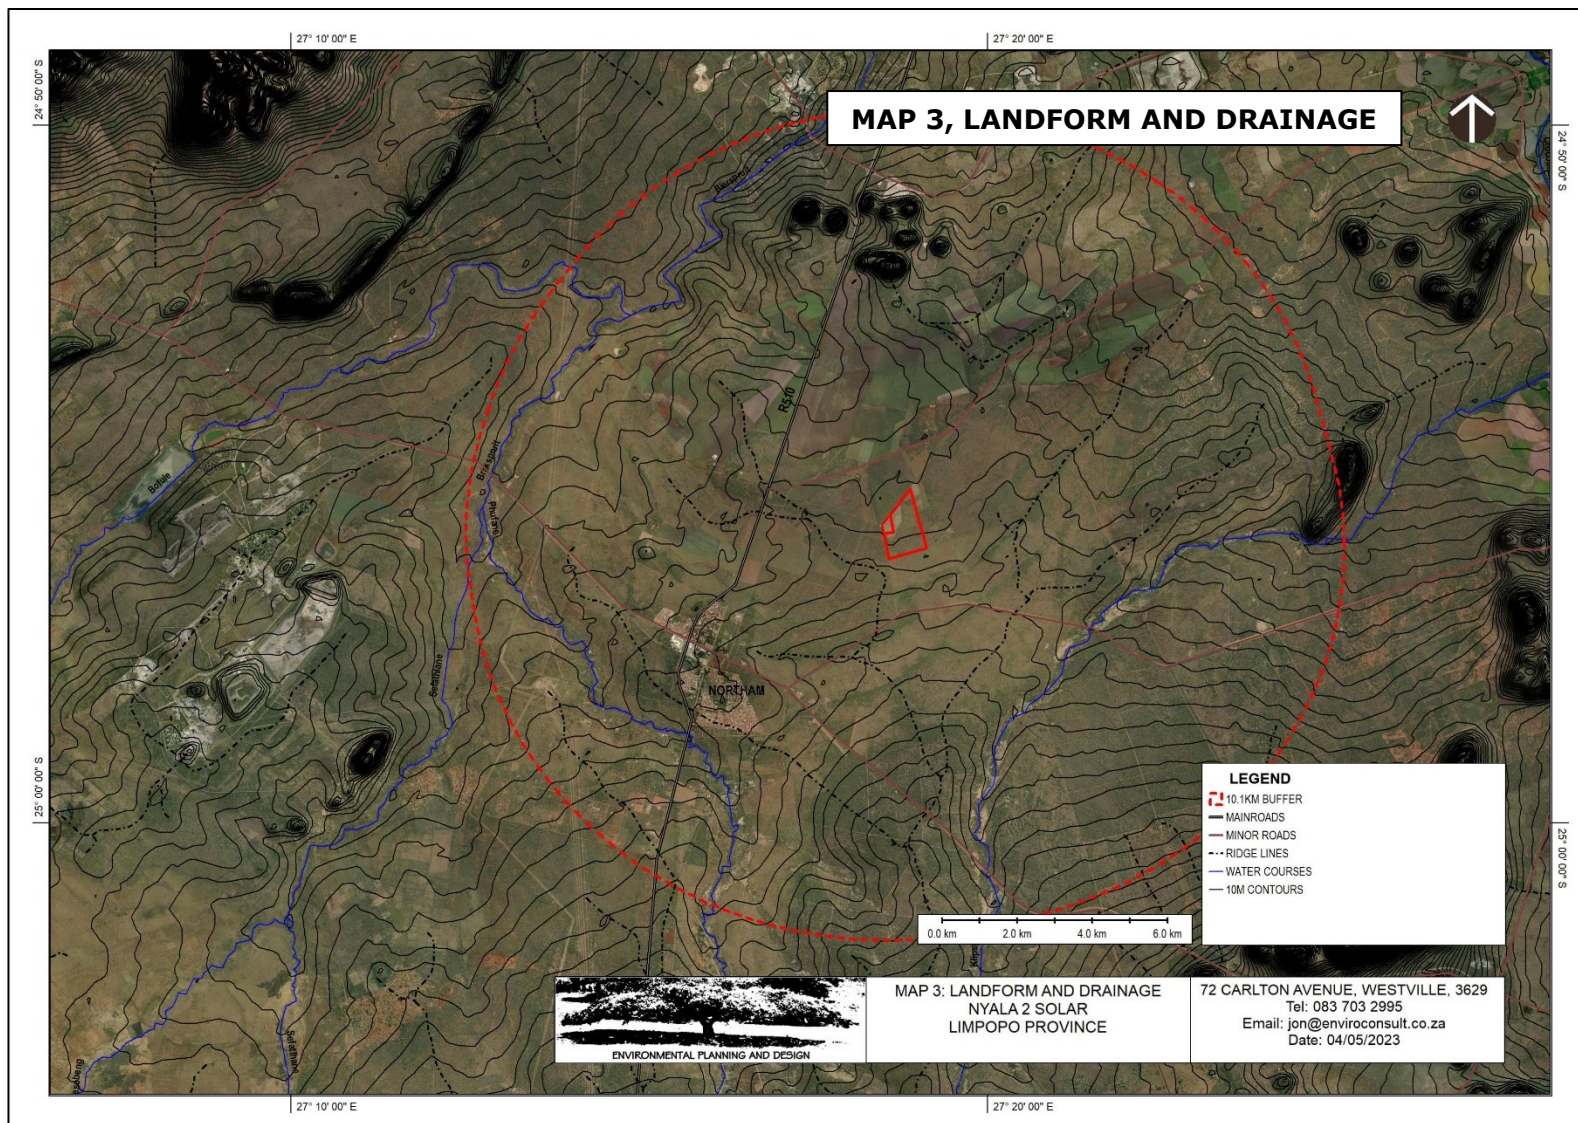 27° 10' 00" E
27° 20' 00" E
24° 50' 00" S
24° 50' 00" S
MAP 3, LANDFORM AND DRAINAGE
Bierspruit
R510
Bofule
Brakspruit
Phufane
Sefathlane
NORTHAM
25° 00' 00" S
25° 00' 00" S
LEGEND
10.1KM BUFFER
MAINROADS
MINOR ROADS
RIDGE LINES
WATER COURSES
10M CONTOURS
0.0 km 2.0 km 4.0 km 6.0 km
Sefathlane
ENVIRONMENTAL PLANNING AND DESIGN
MAP 3: LANDFORM AND DRAINAGE
NYALA 2 SOLAR
LIMPOPO PROVINCE
72 CARLTON AVENUE, WESTVILLE, 3629
Tel: 083 703 2995
Email: jon@enviroconsult.co.za
Date: 04/05/2023
27° 10' 00" E
27° 20' 00" E